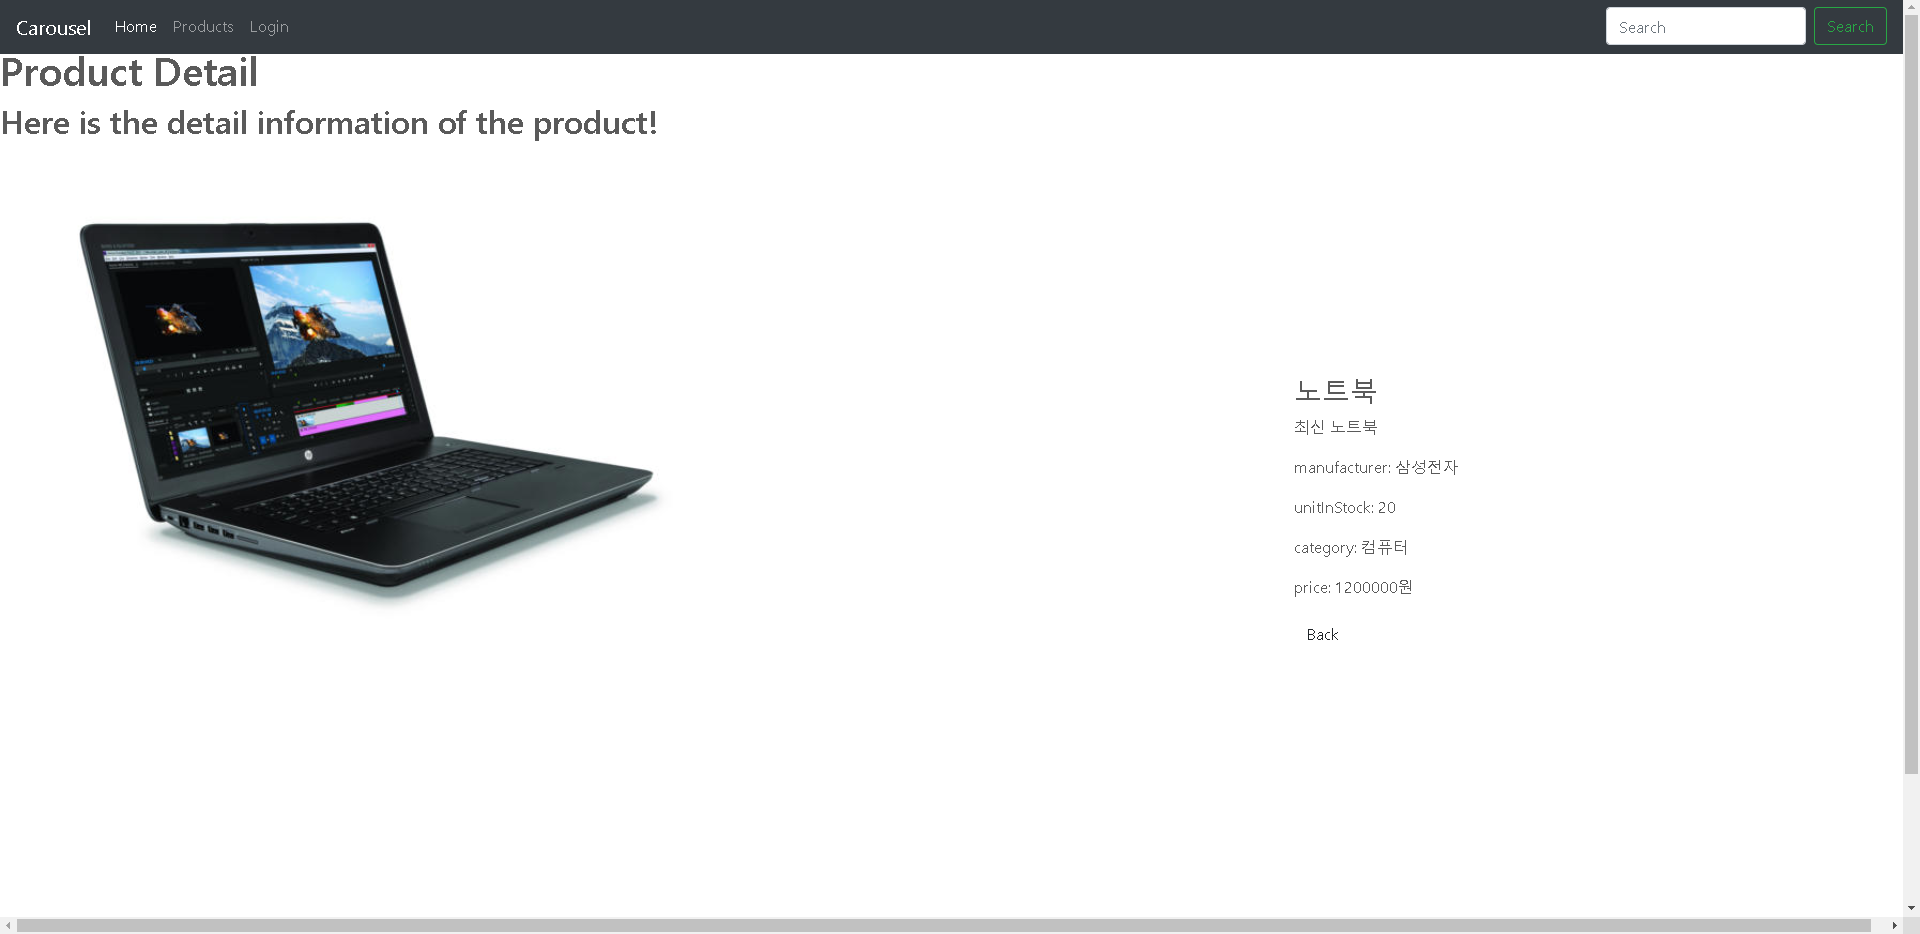 Carousel Home Products Login Search Search
Product Detail
Here is the detail information of the product!
노트북
최신 노트북
manufacturer: 삼성전자
unitInStock: 20
category: 컴퓨터
price: 1200000원
Back